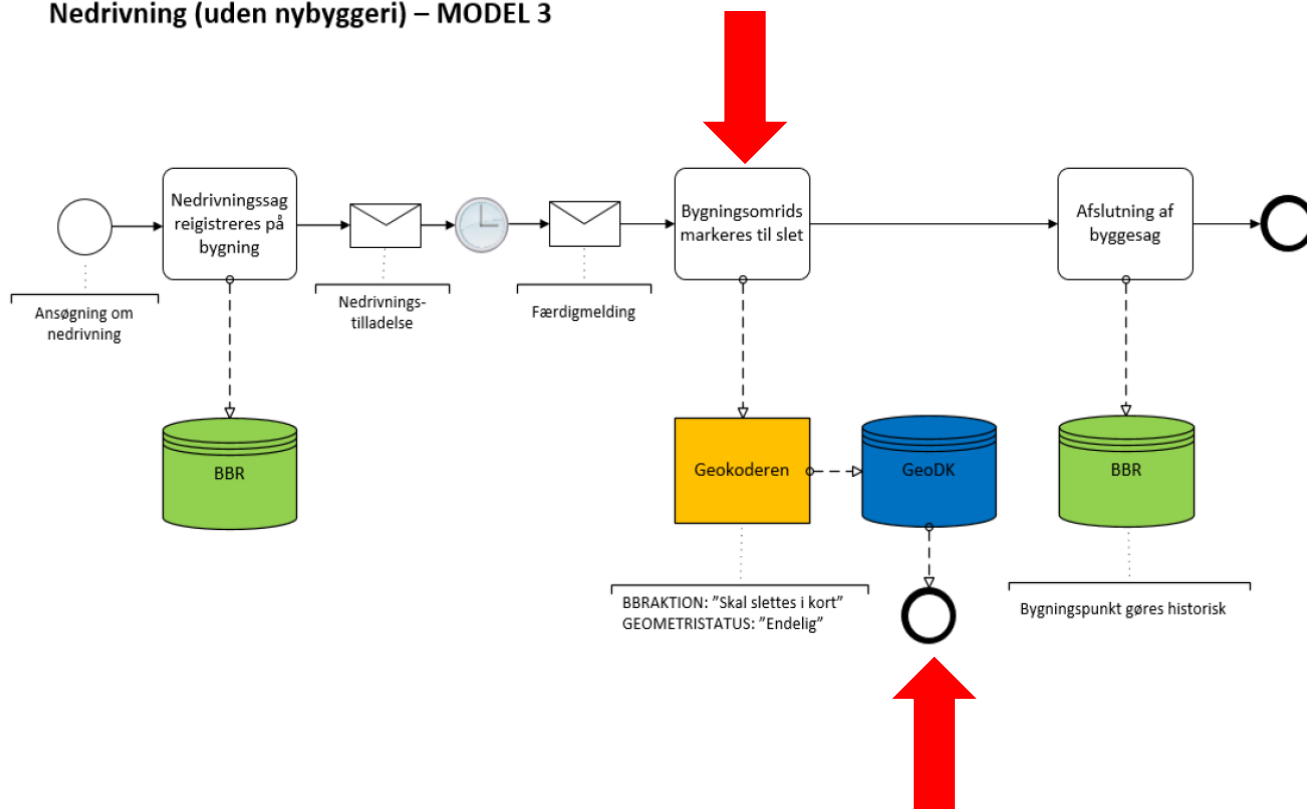 Nedrivning (uden nybyggeri) – MODEL 3
Nedrivningssag
reigistreres på
bygning
Bygningsomrids
markeres til slet
Afslutning af
byggesag
Ansøgning om
nedrivning
Nedrivnings-
tilladelse
Færdigmelding
BBR
Geokoderen
GeoDK
BBR
BBRAKTION: ”Skal slettes i kort”
GEOMETRISTATUS: ”Endelig”
Bygningspunkt gøres historisk